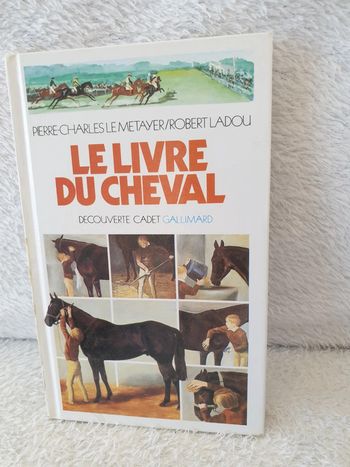 PIERRE-CHARLES LE METAYER/ROBERT LADOU
LE LIVRE
DU CHEVAL
DECOUVERTE CADET GALLIMARD